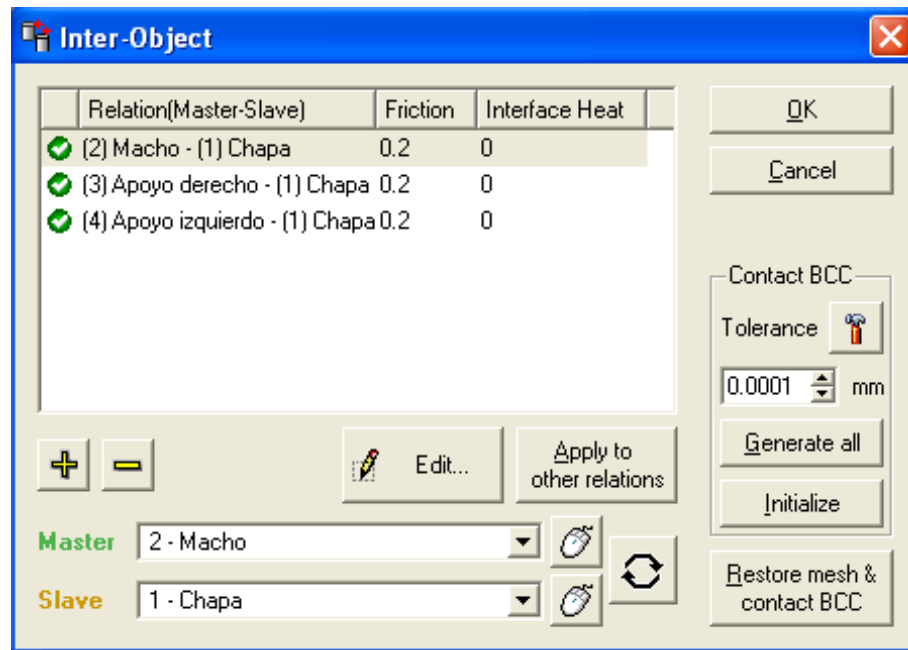 Inter-Object
Relation(Master-Slave) Friction Interface Heat
(2) Macho - (1) Chapa 0.2 0
(3) Apoyo derecho - (1) Chapa 0.2 0
(4) Apoyo izquierdo - (1) Chapa 0.2 0
OK
Cancel
Contact BCC
Tolerance
0.0001 mm
Generate all
Initialize
Edit...
Apply to
other relations
Master 2 - Macho
Slave 1 - Chapa
Restore mesh &
contact BCC